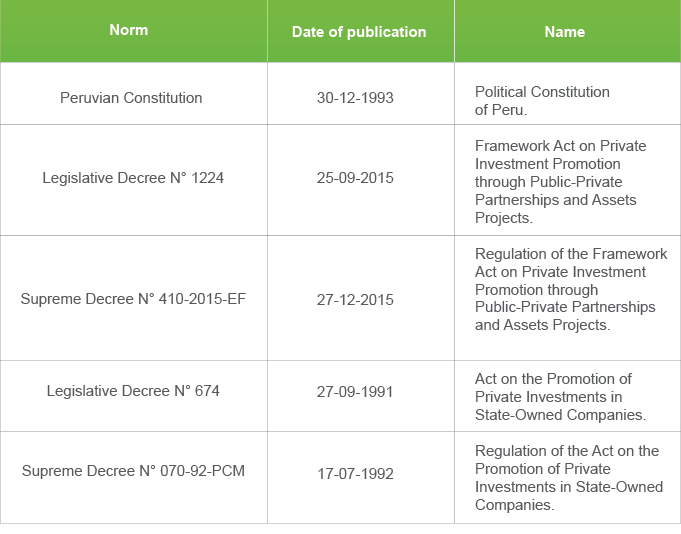 Norm
Date of publication
Name
Peruvian Constitution
30-12-1993
Political Constitution
of Peru.
Legislative Decree N° 1224
25-09-2015
Framework Act on Private
Investment Promotion
through Public-Private
Partnerships and Assets
Projects.
Supreme Decree N° 410-2015-EF
27-12-2015
Regulation of the Framework
Act on Private Investment
Promotion through
Public-Private Partnerships
and Assets Projects.
Legislative Decree N° 674
27-09-1991
Act on the Promotion of
Private Investments in
State-Owned Companies.
Supreme Decree N° 070-92-PCM
17-07-1992
Regulation of the Act on the
Promotion of Private
Investments in State-Owned
Companies.